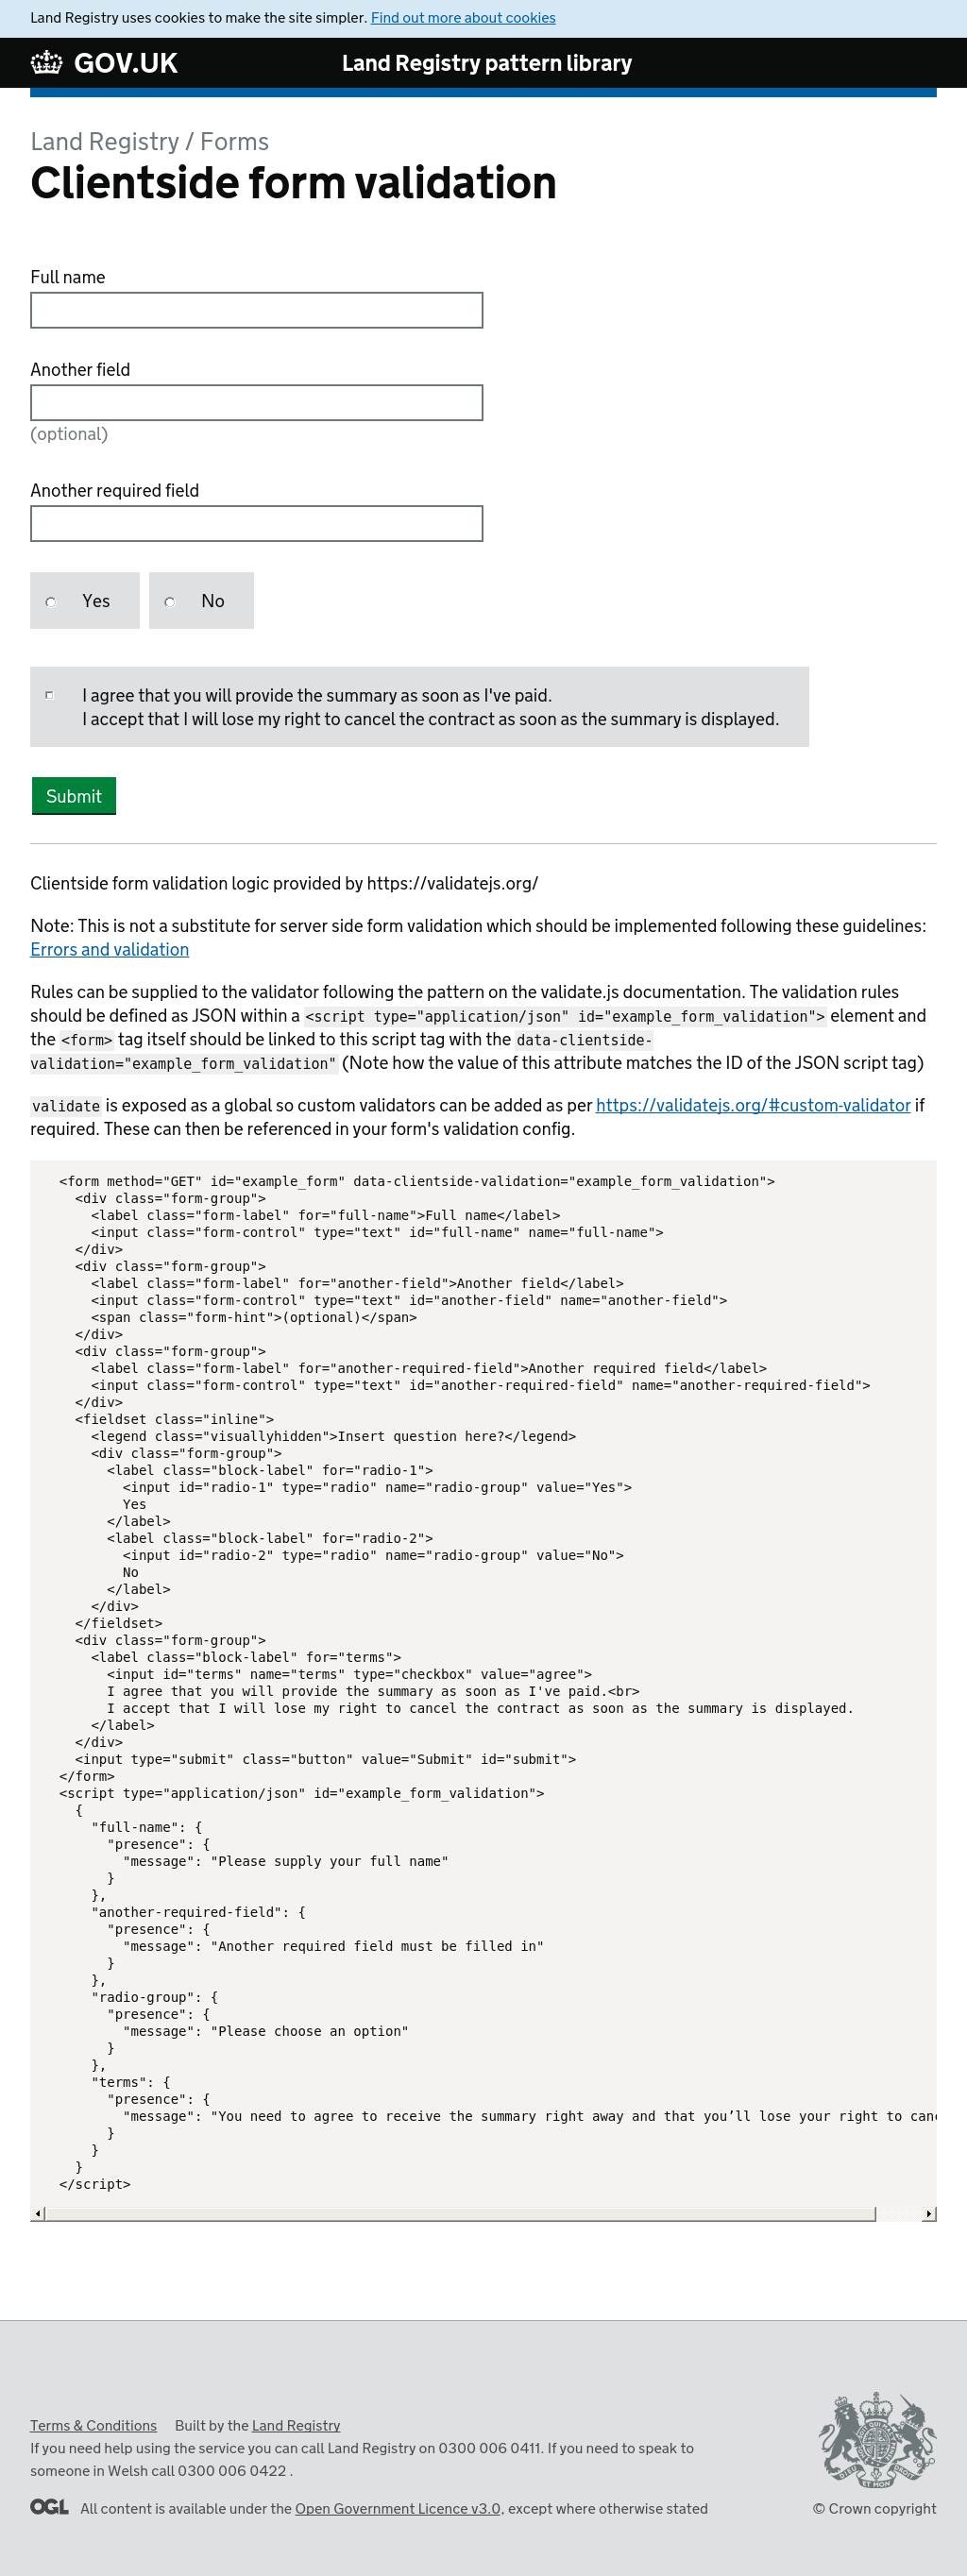 Land Registry uses cookies to make the site simpler. Find out more about cookies
GOV.UK
Land Registry pattern library
Land Registry / Forms
Clientside form validation
Full name
Another field
(optional)
Another required field
Yes
No
I agree that you will provide the summary as soon as I've paid.
I accept that I will lose my right to cancel the contract as soon as the summary is displayed.
Submit
Clientside form validation logic provided by https://validatejs.org/
Note: This is not a substitute for server side form validation which should be implemented following these guidelines:
Errors and validation
Rules can be supplied to the validator following the pattern on the validate.js documentation. The validation rules
should be defined as JSON within a <script type="application/json" id="example_form_validation"> element and
the <form> tag itself should be linked to this script tag with the data-clientside-
validation="example_form_validation" (Note how the value of this attribute matches the ID of the JSON script tag)
validate is exposed as a global so custom validators can be added as per https://validatejs.org/#custom-validator if
required. These can then be referenced in your form's validation config.
<form method="GET" id="example_form" data-clientside-validation="example_form_validation">
<div class="form-group">
<label class="form-label" for="full-name">Full name</label>
<input class="form-control" type="text" id="full-name" name="full-name">
</div>
<div class="form-group">
<label class="form-label" for="another-field">Another field</label>
<input class="form-control" type="text" id="another-field" name="another-field">
<span class="form-hint">(optional)</span>
</div>
<div class="form-group">
<label class="form-label" for="another-required-field">Another required field</label>
<input class="form-control" type="text" id="another-required-field" name="another-required-field">
</div>
<fieldset class="inline">
<legend class="visuallyhidden">Insert question here?</legend>
<div class="form-group">
<label class="block-label" for="radio-1">
<input id="radio-1" type="radio" name="radio-group" value="Yes">
Yes
</label>
<label class="block-label" for="radio-2">
<input id="radio-2" type="radio" name="radio-group" value="No">
No
</label>
</div>
</fieldset>
<div class="form-group">
<label class="block-label" for="terms">
<input id="terms" name="terms" type="checkbox" value="agree">
I agree that you will provide the summary as soon as I've paid.<br>
I accept that I will lose my right to cancel the contract as soon as the summary is displayed.
</label>
</div>
<input type="submit" class="button" value="Submit" id="submit">
</form>
<script type="application/json" id="example_form_validation">
{
"full-name": {
"presence": {
"message": "Please supply your full name"
}
},
"another-required-field": {
"presence": {
"message": "Another required field must be filled in"
}
},
"radio-group": {
"presence": {
"message": "Please choose an option"
}
},
"terms": {
"presence": {
"message": "You need to agree to receive the summary right away and that you’ll lose your right to canc
}
}
}
</script>
Terms & Conditions Built by the Land Registry
If you need help using the service you can call Land Registry on 0300 006 0411. If you need to speak to
someone in Welsh call 0300 006 0422 .
OGL All content is available under the Open Government Licence v3.0, except where otherwise stated
© Crown copyright